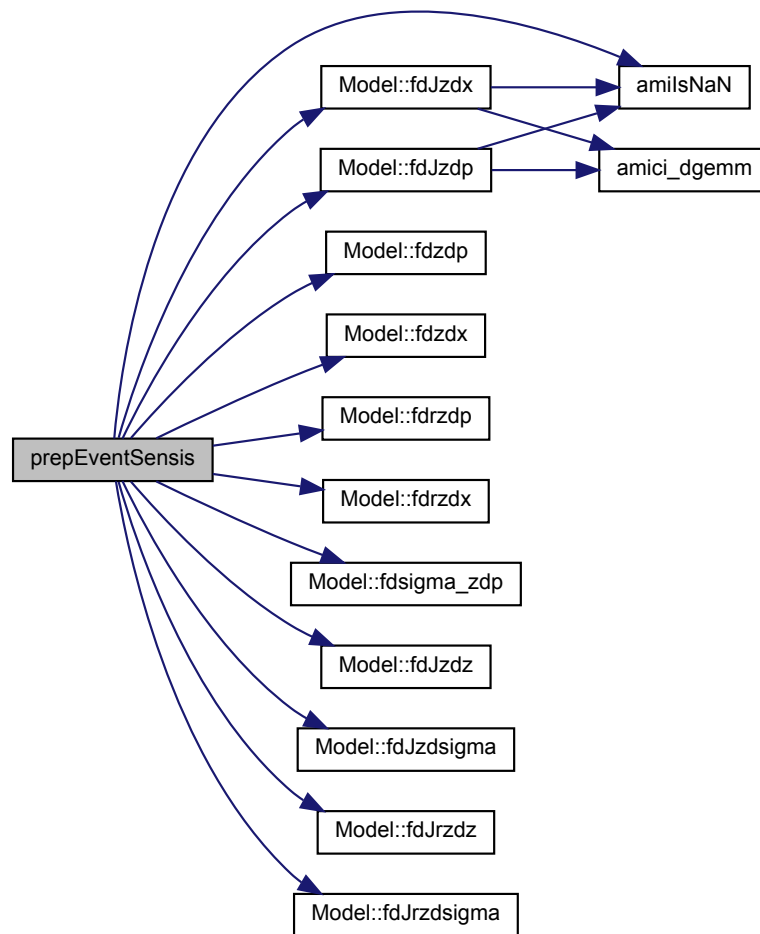 prepEventSensis
Model::fdJzdx
Model::fdJzdp
Model::fdzdp
Model::fdzdx
Model::fdrzdp
Model::fdrzdx
Model::fdsigma_zdp
Model::fdJzdz
Model::fdJzdsigma
Model::fdJrzdz
Model::fdJrzdsigma
amiIsNaN
amici_dgemm